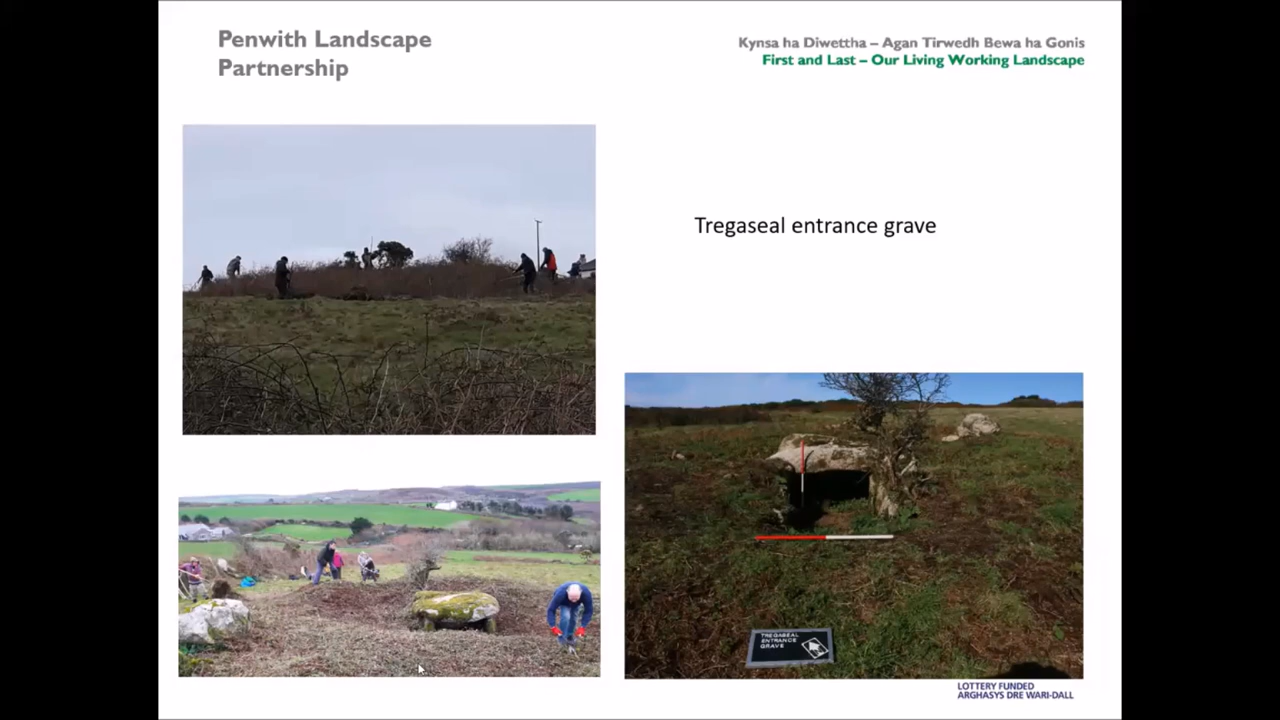 Penwith Landscape
Partnership
Kynsa ha Diwettha – Agan Tirwedh Bewa ha Gonis
First and Last – Our Living Working Landscape
Tregaseal entrance grave
TREGASEAL
ENTRANCE
GRAVE
LOTTERY FUNDED
ARGHASYS DRE WARI-DALL